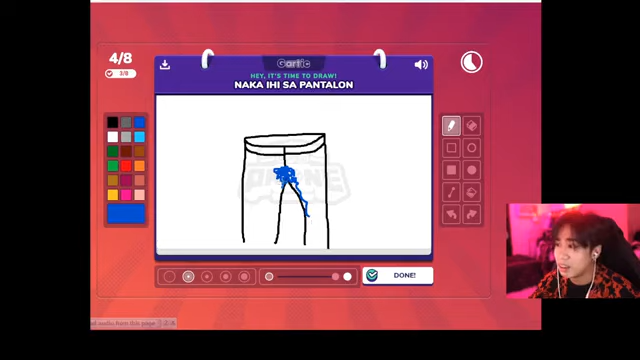 4/8
3/8
Gartic
HEY, IT'S TIME TO DRAW!
NAKA IHI SA PANTALON
DONE!